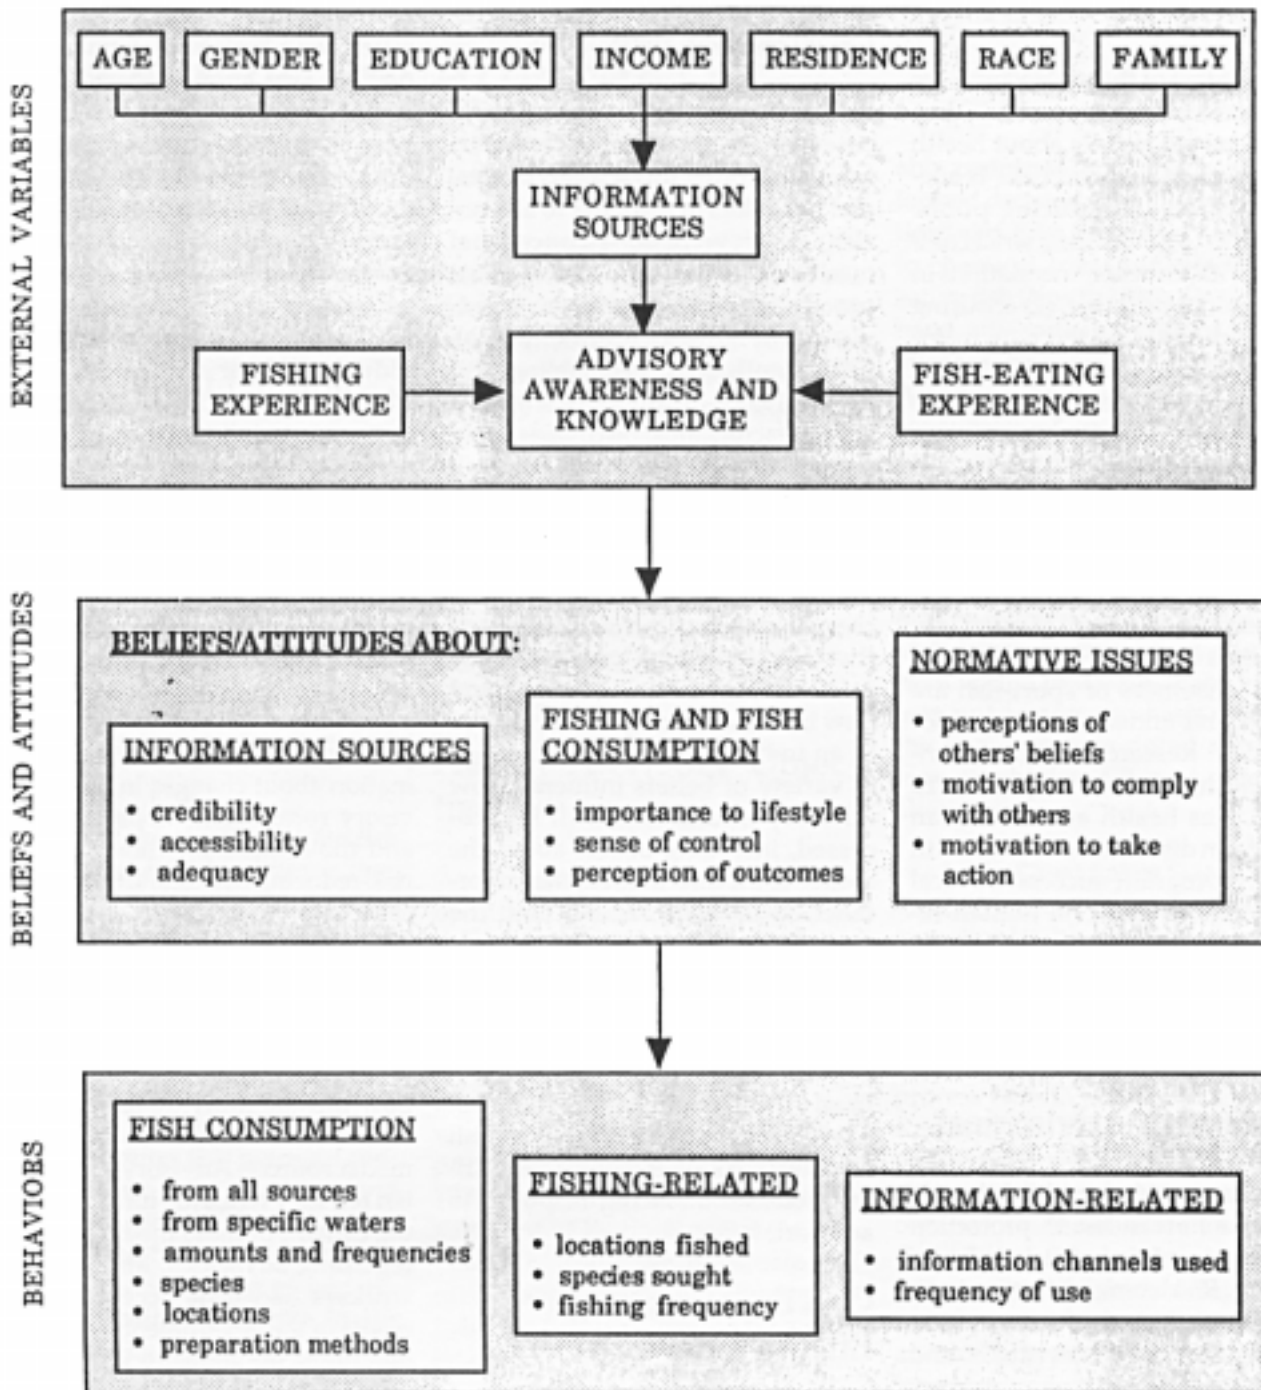 EXTERNAL VARIABLES
AGE
GENDER
EDUCATION
INCOME
RESIDENCE
RACE
FAMILY
INFORMATION
SOURCES
FISHING
EXPERIENCE
ADVISORY
AWARENESS AND
KNOWLEDGE
FISH-EATING
EXPERIENCE
BELIEFS AND ATTITUDES
BELIEFS/ATTITUDES ABOUT:
INFORMATION SOURCES
• credibility
• accessibility
• adequacy
FISHING AND FISH
CONSUMPTION
• importance to lifestyle
• sense of control
• perception of outcomes
NORMATIVE ISSUES
• perceptions of
others' beliefs
• motivation to comply
with others
• motivation to take
action
BEHAVIORS
FISH CONSUMPTION
• from all sources
• from specific waters
• amounts and frequencies
• species
• locations
• preparation methods
FISHING-RELATED
• locations fished
• species sought
• fishing frequency
INFORMATION-RELATED
• information channels used
• frequency of use